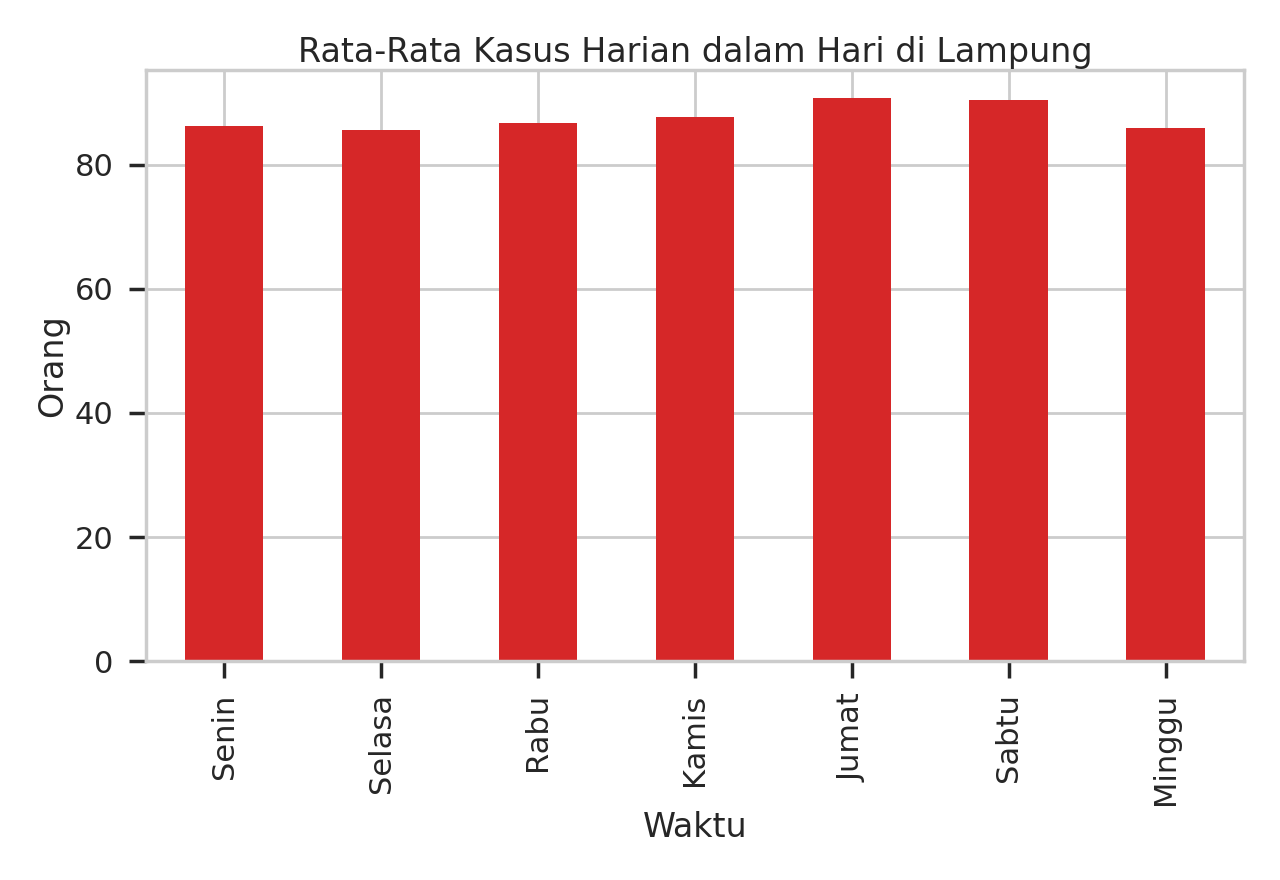 Rata-Rata Kasus Harian dalam Hari di Lampung
80
60
40
20
0
Orang
Senin
Selasa
Rabu
Kamis
Jumat
Sabtu
Minggu
Waktu